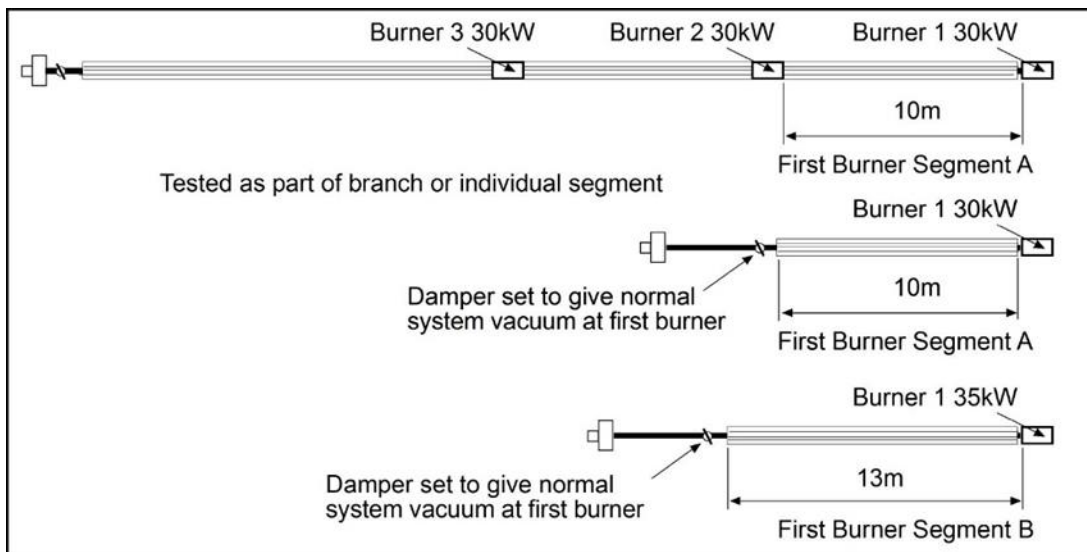 Burner 3 30kW
Burner 2 30kW
Burner 1 30kW
10m
First Burner Segment A
Tested as part of branch or individual segment
Burner 1 30kW
Damper set to give normal
system vacuum at first burner
10m
First Burner Segment A
Burner 1 35kW
Damper set to give normal
system vacuum at first burner
13m
First Burner Segment B